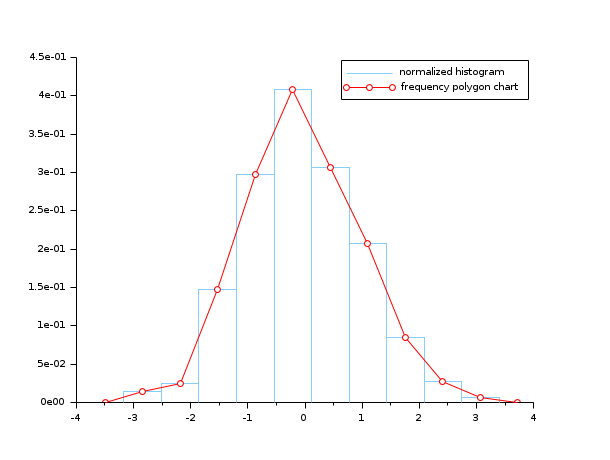 4.5e-01
4e-01
3.5e-01
3e-01
2.5e-01
2e-01
1.5e-01
1e-01
5e-02
0e00
-4 -3 -2 -1 0 1 2 3 4
normalized histogram
frequency polygon chart